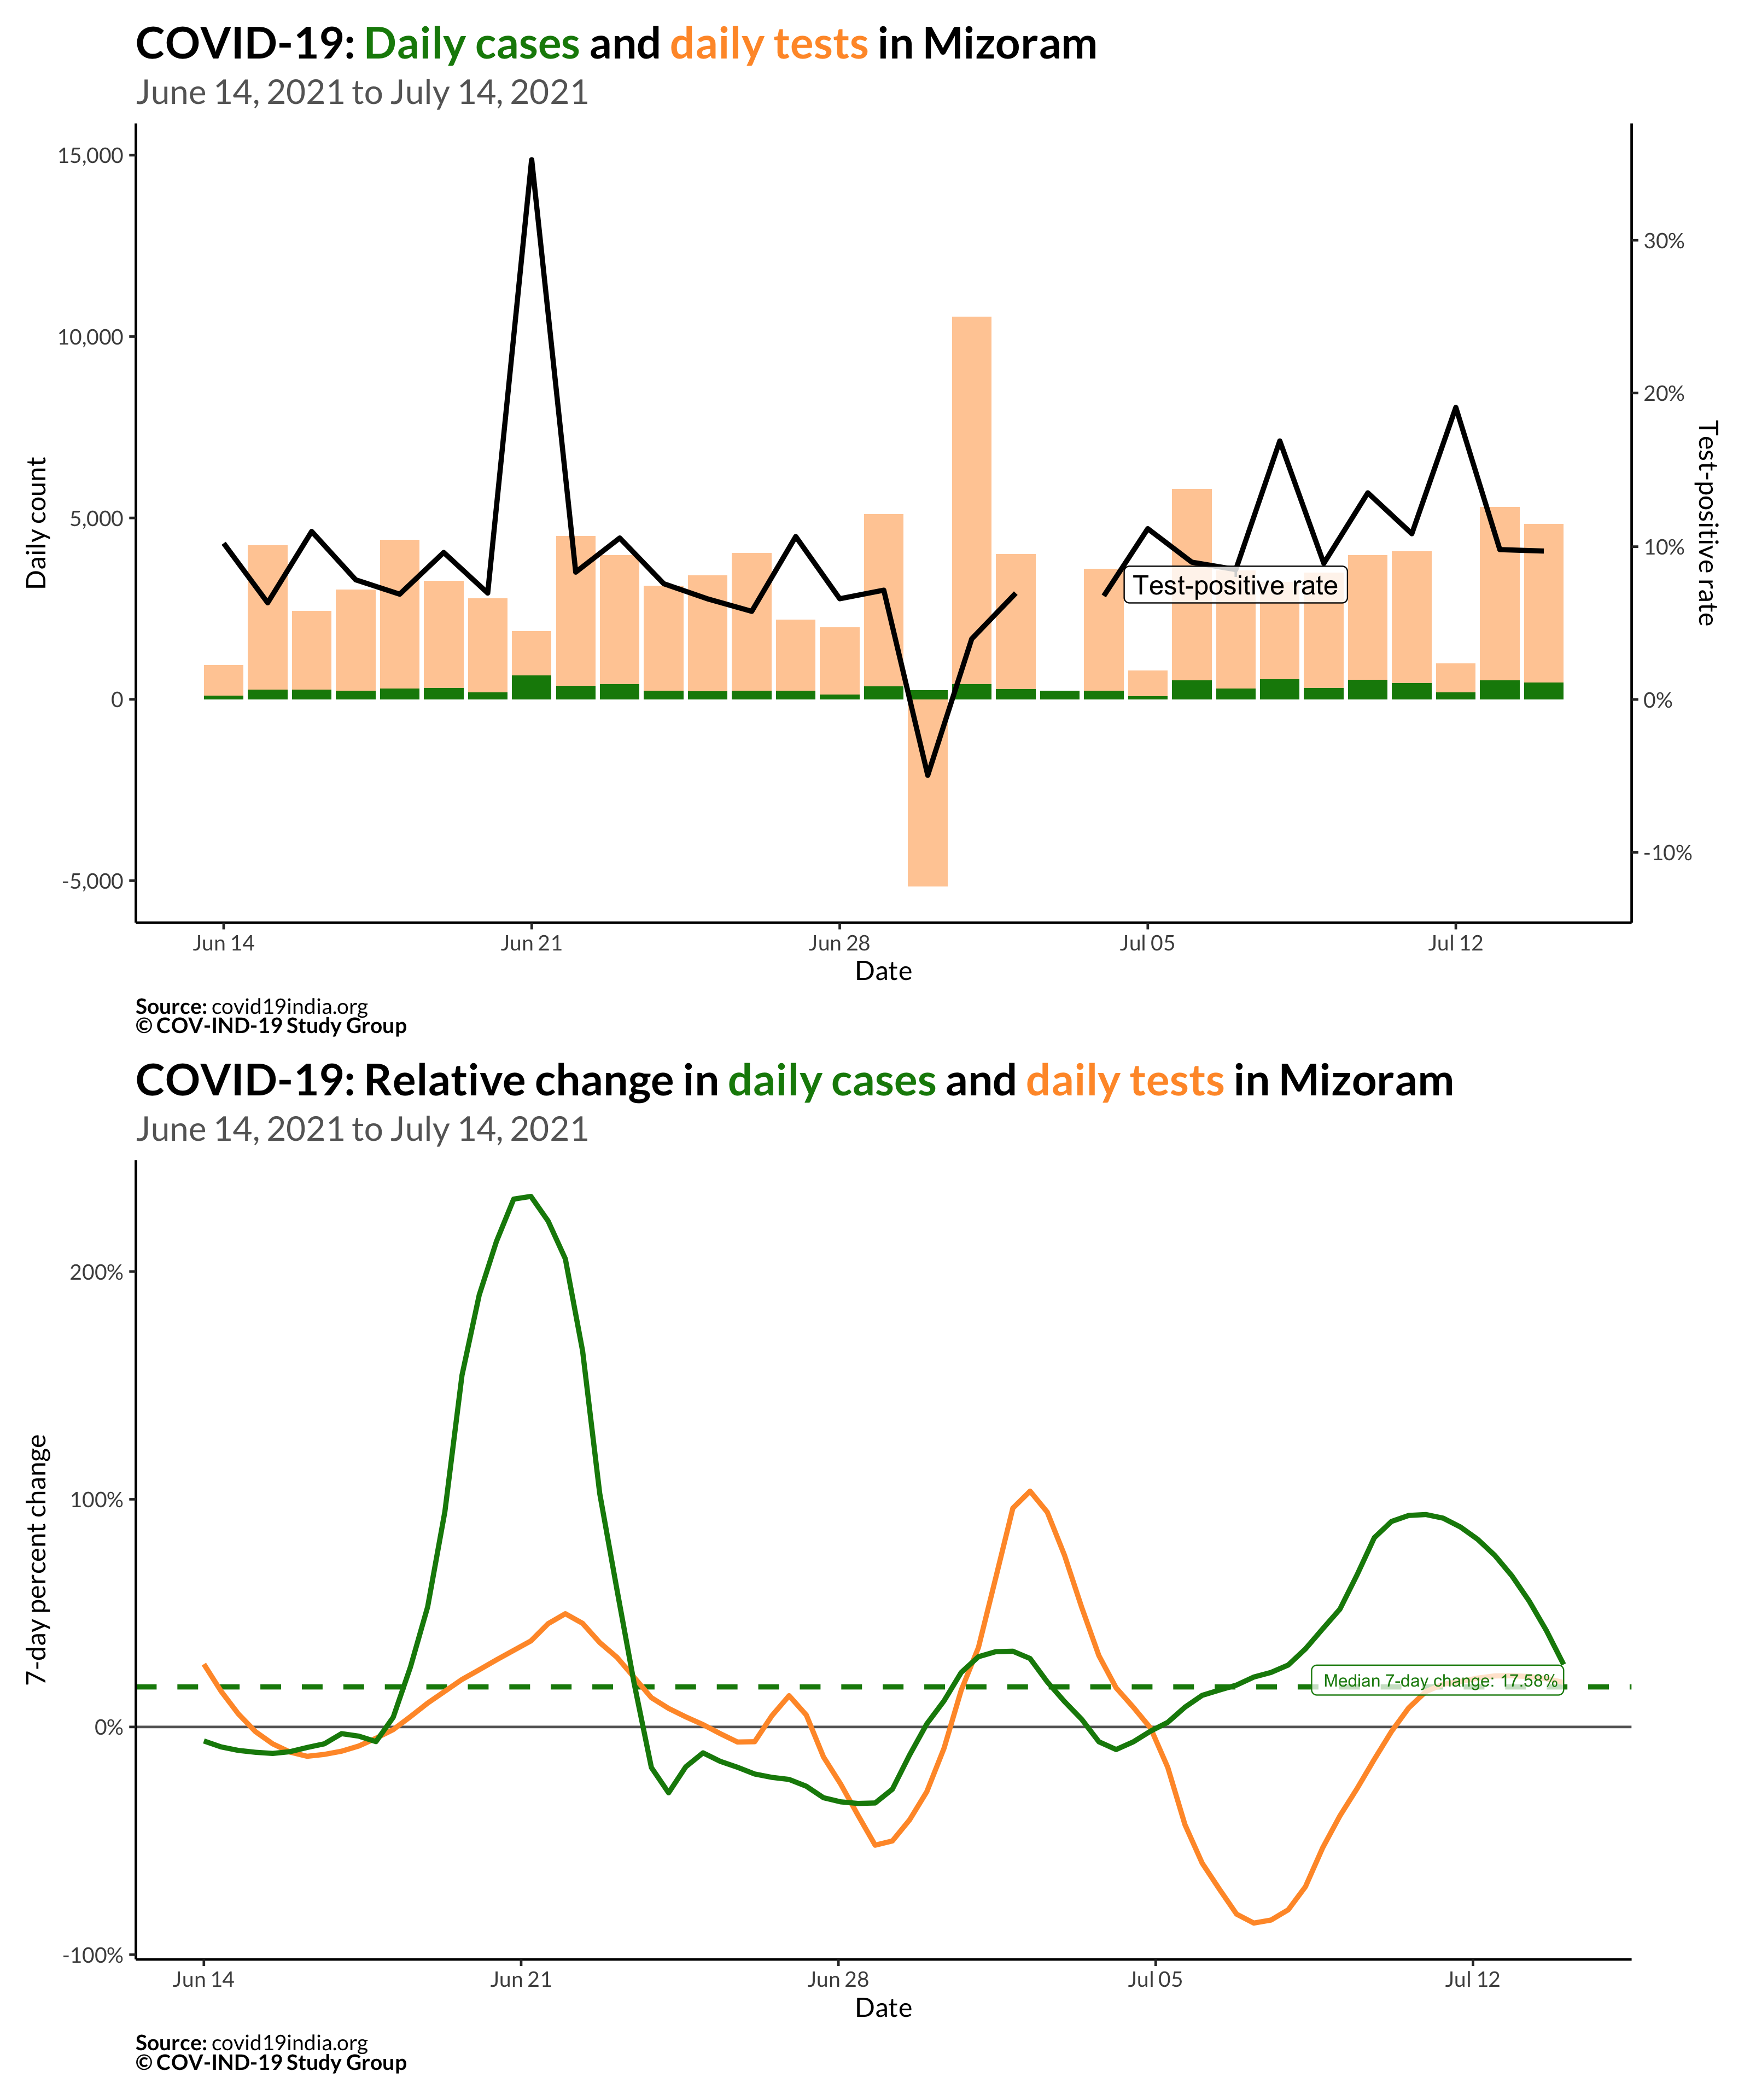 COVID-19: Daily cases and daily tests in Mizoram
June 14, 2021 to July 14, 2021
15,000
10,000
5,000
0
-5,000
Daily count
30%
20%
10%
0%
-10%
Test-positive rate
Test-positive rate
Jun 14
Jun 21
Jun 28
Jul 05
Jul 12
Date
Source: covid19india.org
© COV-IND-19 Study Group
COVID-19: Relative change in daily cases and daily tests in Mizoram
June 14, 2021 to July 14, 2021
200%
100%
0%
-100%
7-day percent change
Median 7-day change: 17.58%
Jun 14
Jun 21
Jun 28
Jul 05
Jul 12
Date
Source: covid19india.org
© COV-IND-19 Study Group